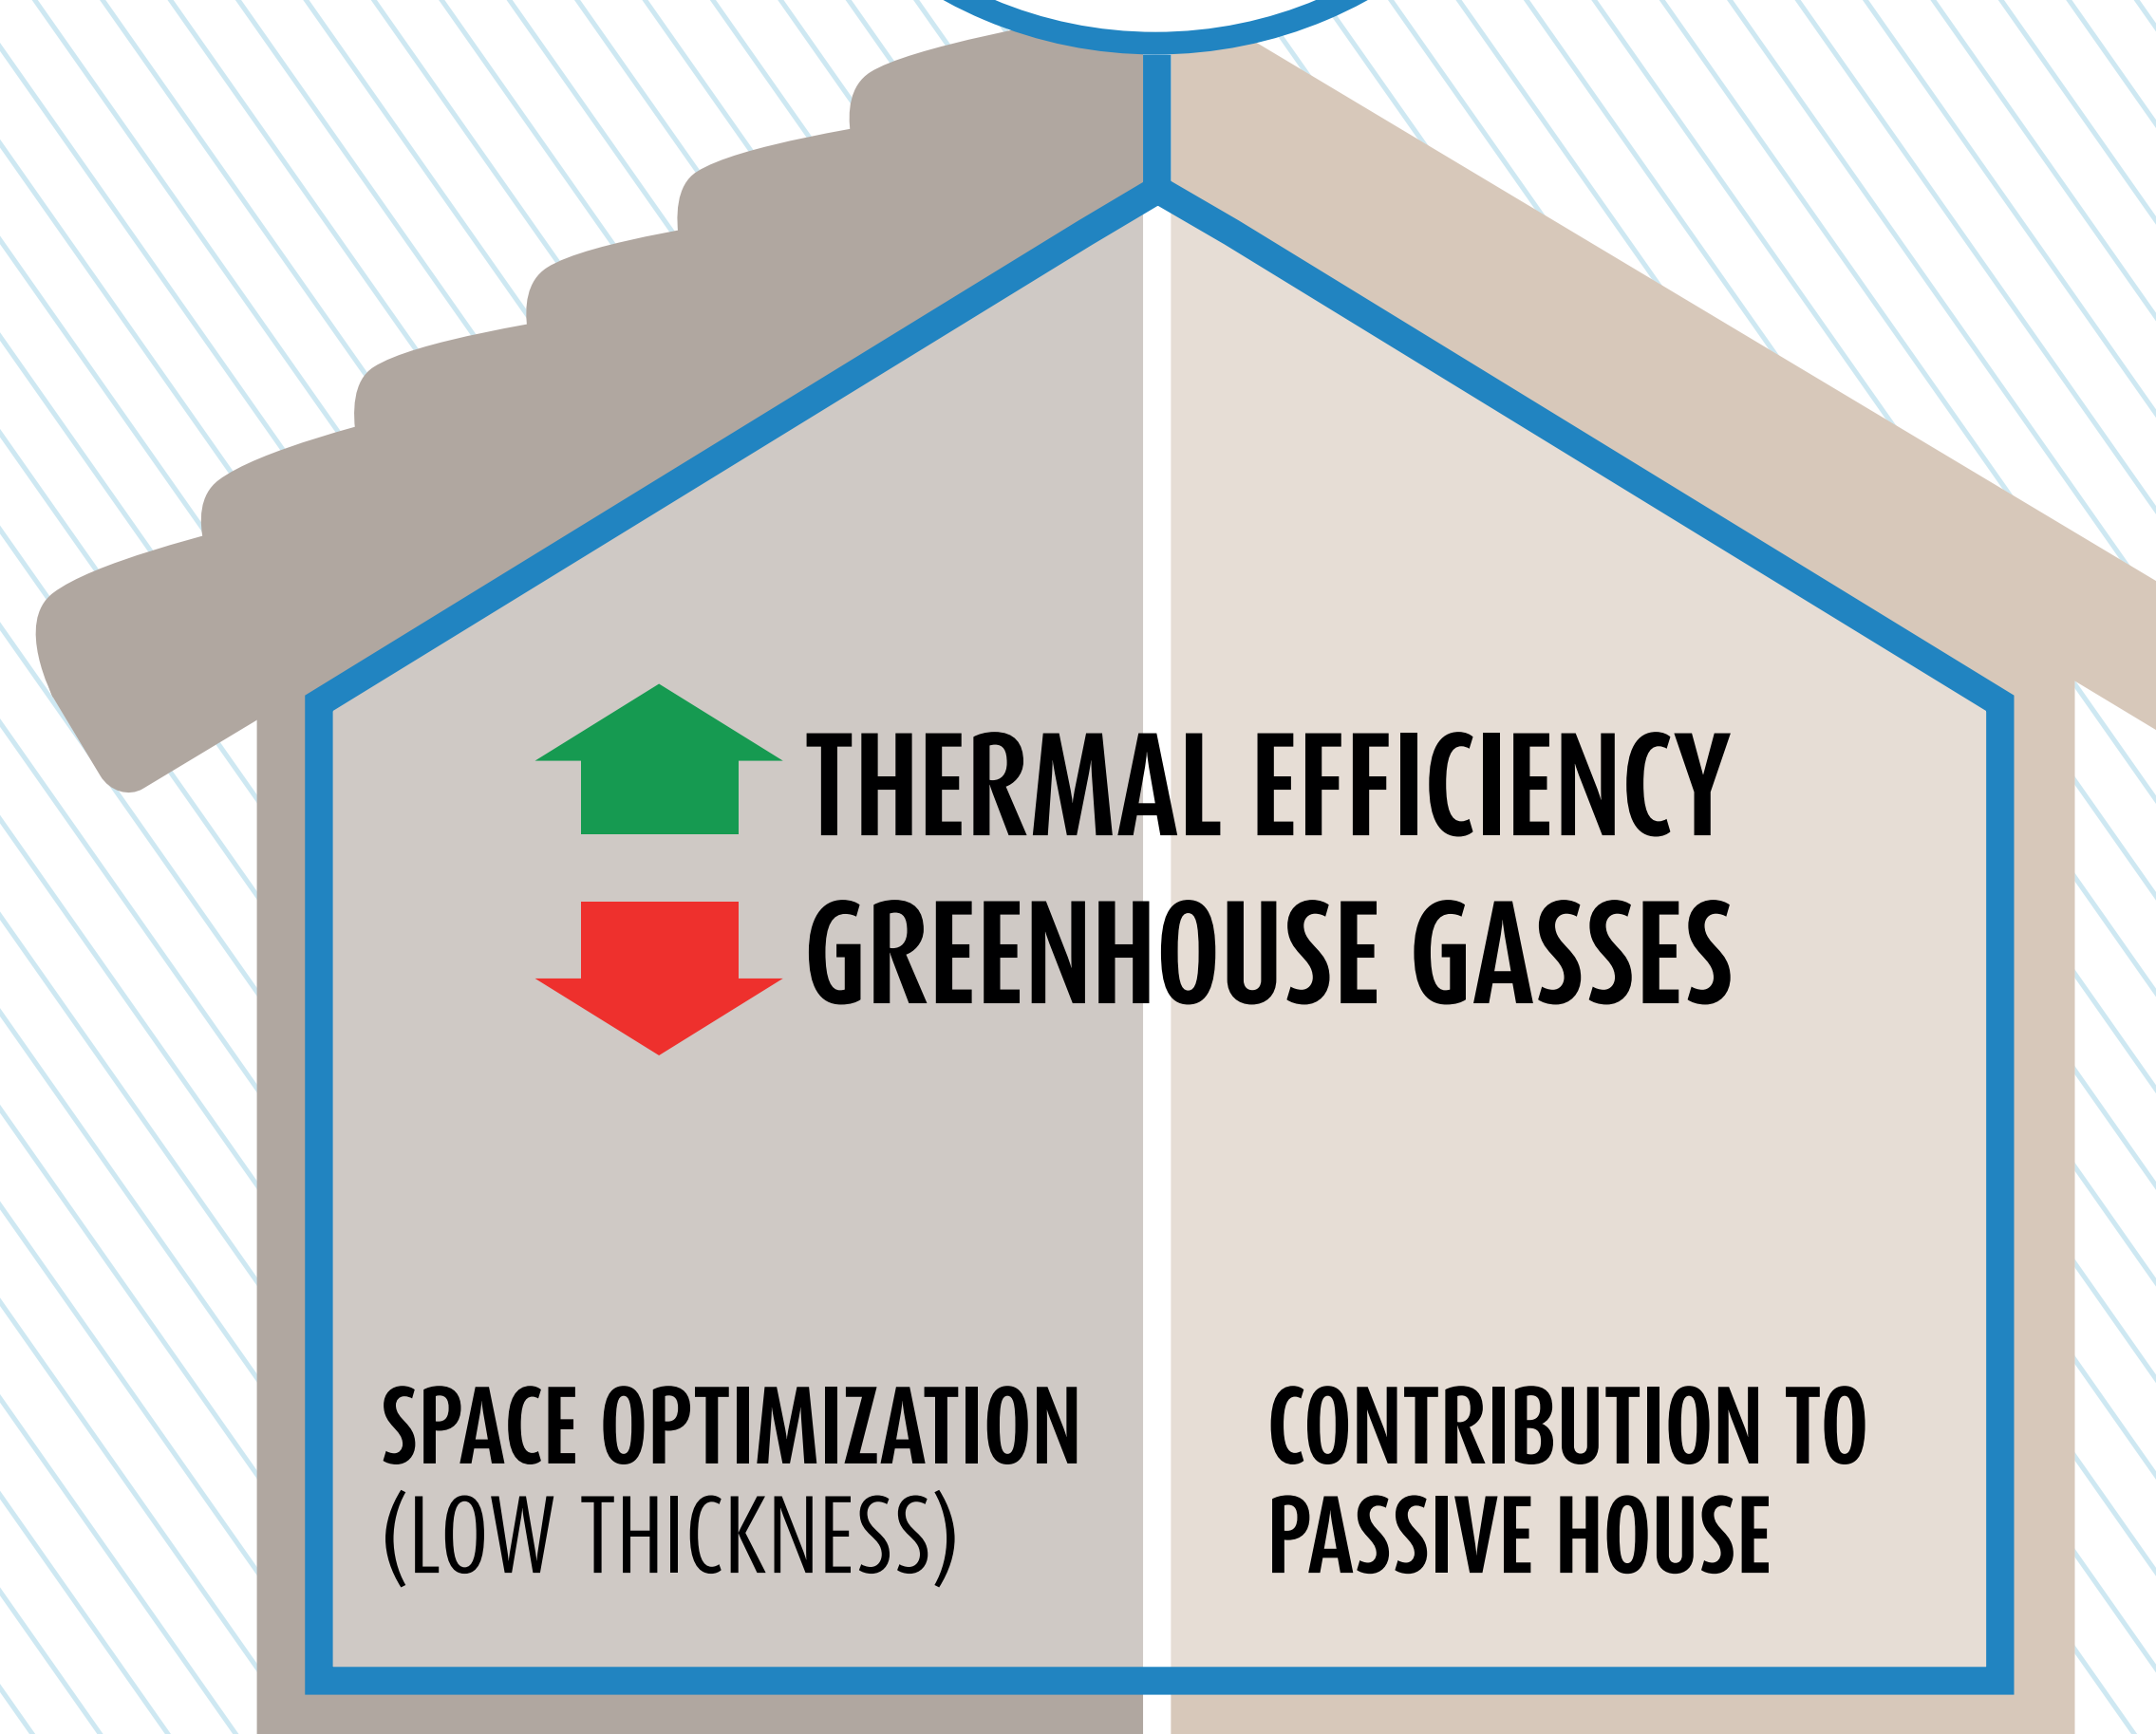 THERMAL EFFICIENCY
GREENHOUSE GASSES
SPACE OPTIMIZATION
(LOW THICKNESS)
CONTRIBUTION TO
PASSIVE HOUSE